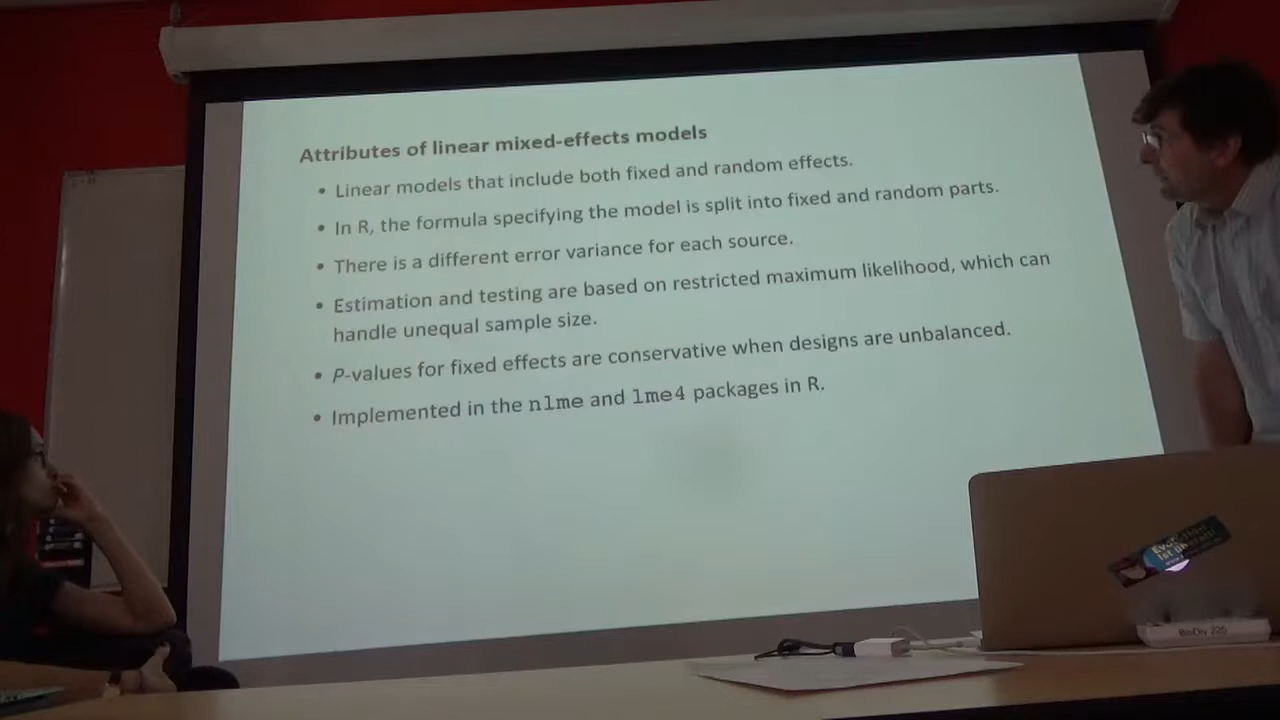 Attributes of linear mixed-effects models
• Linear models that include both fixed and random effects.
• In R, the formula specifying the model is split into fixed and random parts.
• There is a different error variance for each source.
• Estimation and testing are based on restricted maximum likelihood, which can
handle unequal sample size.
• P-values for fixed effects are conservative when designs are unbalanced.
• Implemented in the nlme and lme4 packages in R.
BioDiv 225